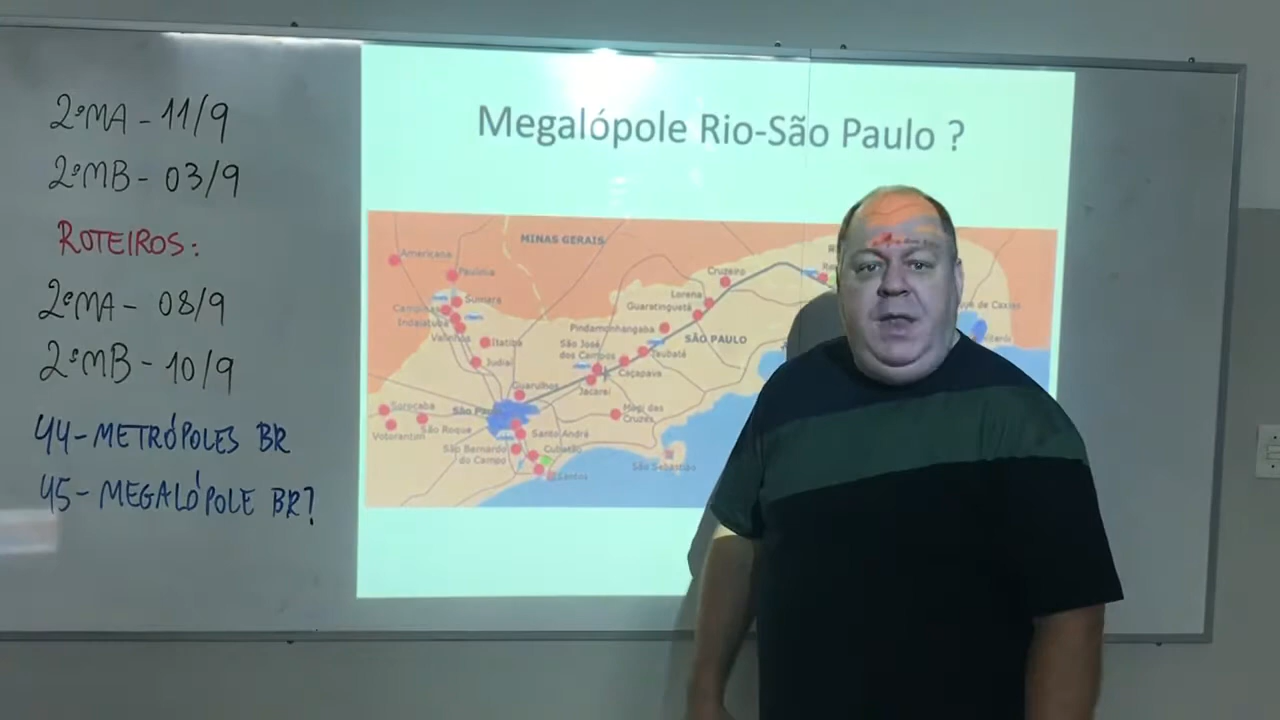 2ºMA - 11/9
2ºMB - 03/9
ROTEIROS:
2ºMA - 08/9
2ºMB - 10/9
44 - METRÓPOLES BR
45 - MEGALÓPOLE BR?
Megalópole Rio-São Paulo ?
MINAS GERAIS
Americana
Paulínia
Sumaré
Campinas
Indaiatuba
Valinhos
Itatiba
Jundiaí
Cruzeiro
Lorena
Guaratinguetá
Pindamonhangaba
SÃO PAULO
São José
dos Campos
Taubaté
Caçapava
Jacareí
Guarulhos
São Paulo
Mogi das
Cruzes
Sorocaba
Votorantim
São Roque
Santo André
São Bernardo
do Campo
Cubatão
Santos
São Sebastião
de Caxias